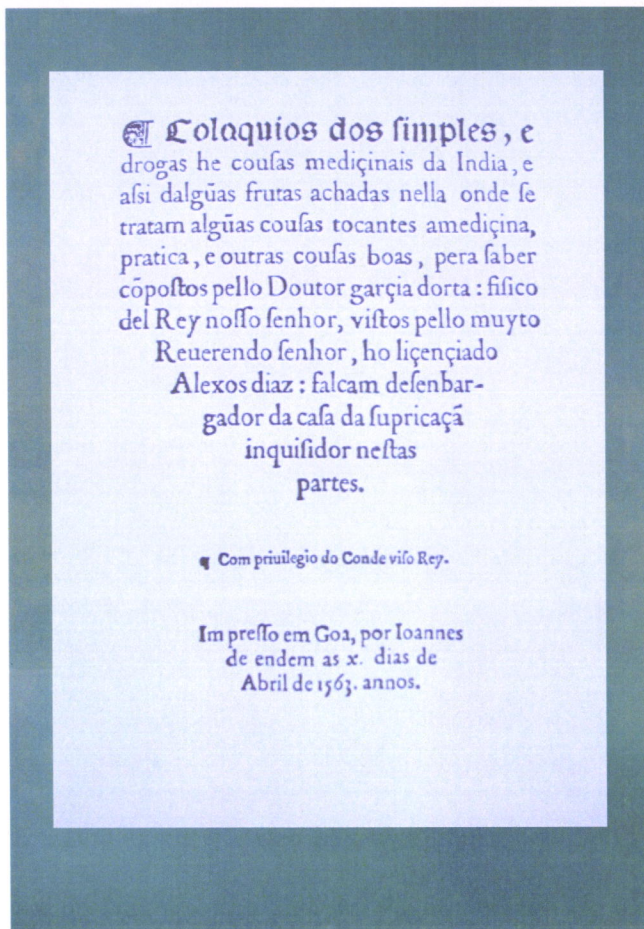 ¶ Coloquios dos ſimples, e
drogas he couſas mediçinais da India, e
aſsi dalgũas frutas achadas nella onde ſe
tratam algũas couſas tocantes amediçina,
pratica, e outras couſas boas, pera ſaber
cõpoſtos pello Doutor garçia dorta : fiſico
del Rey noſſo ſenhor, viſtos pello muyto
Reuerendo ſenhor, ho liçençiado
Alexos diaz : falcam deſenbar-
gador da caſa da ſupricaçã
inquiſidor neſtas
partes.
¶ Com priuilegio do Conde viſo Rey.
Im preſſo em Goa, por Ioannes
de endem as x. dias de
Abril de 1563. annos.